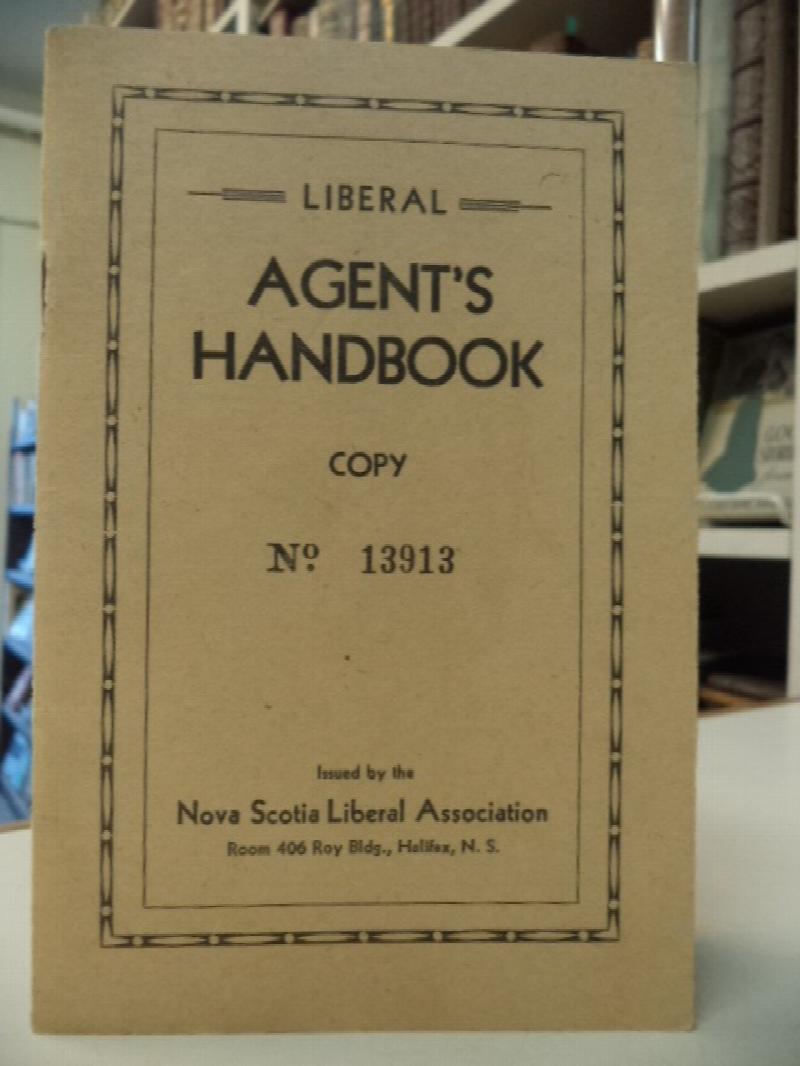 LIBERAL
AGENT'S
HANDBOOK
COPY
Nº 13913
Issued by the
Nova Scotia Liberal Association
Room 406 Roy Bldg., Halifax, N. S.